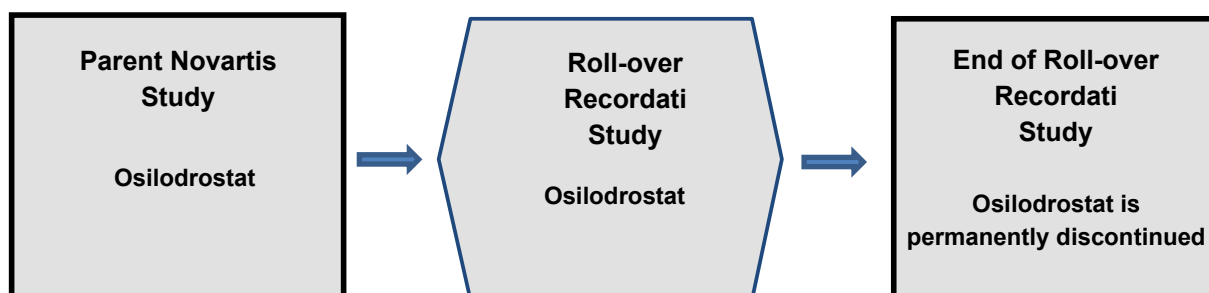 Parent Novartis
Study
Osilodrostat
Roll-over
Recordati
Study
Osilodrostat
End of Roll-over
Recordati
Study
Osilodrostat is
permanently discontinued